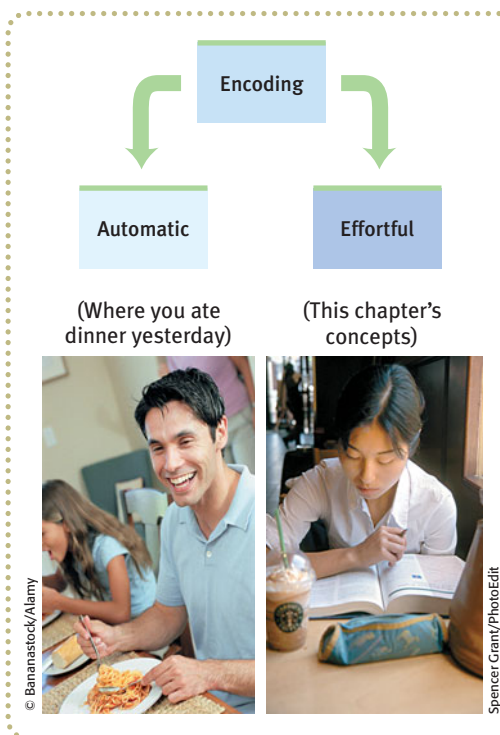 Encoding
Automatic
Effortful
(Where you ate
dinner yesterday)
(This chapter's
concepts)
© Bananastock/Alamy
Spencer Grant/PhotoEdit